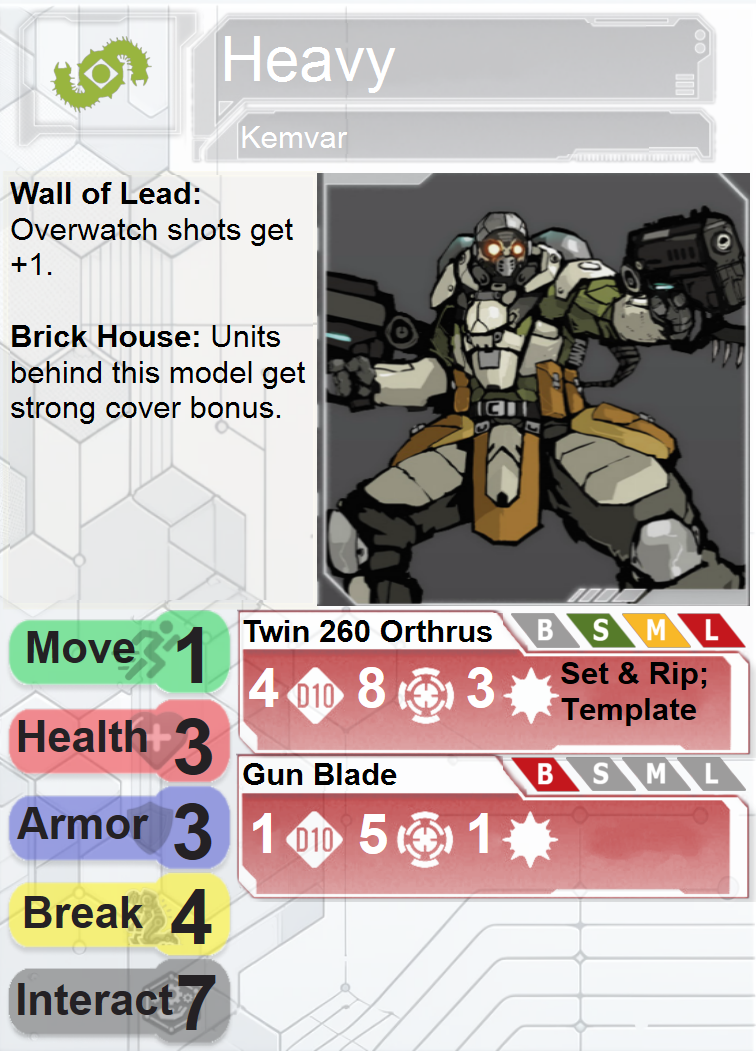 Heavy
Kemvar
Wall of Lead:
Overwatch shots get
+1.
Brick House: Units
behind this model get
strong cover bonus.
Move 1
Health 3
Armor 3
Break 4
Interact 7
Twin 260 Orthrus B S M L
4 D10 8 3 Set & Rip;
Template
Gun Blade B S M L
1 D10 5 1